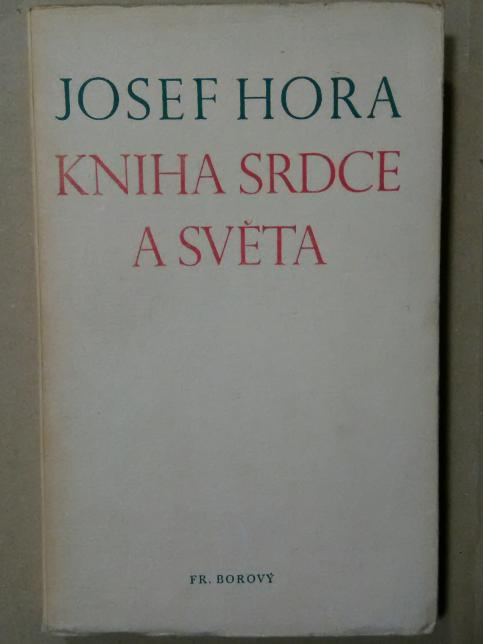 JOSEF HORA
KNIHA SRDCE
A SVĚTA
FR. BOROVÝ